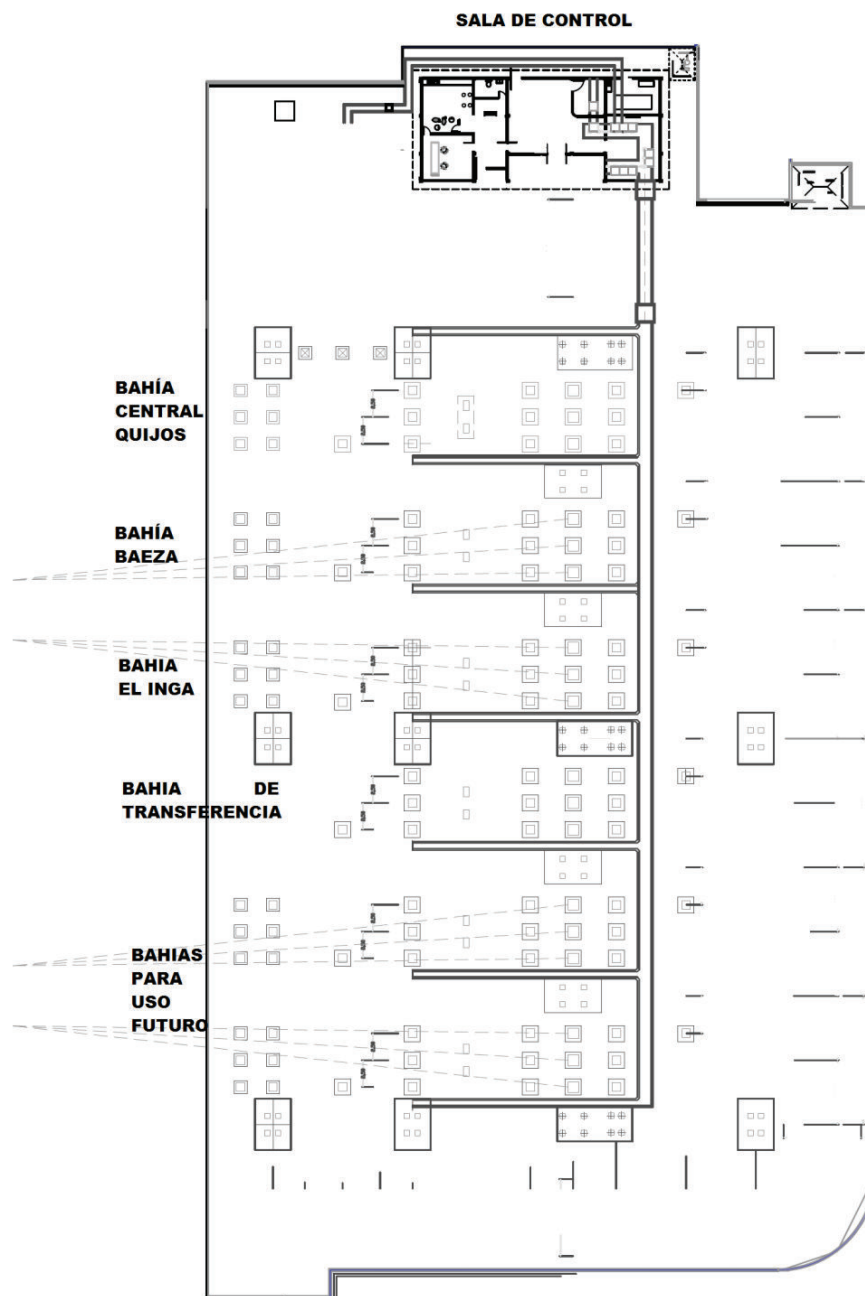 SALA DE CONTROL
BAHÍA
CENTRAL
QUIJOS
BAHÍA
BAEZA
BAHIA
EL INGA
BAHIA DE
TRANSFERENCIA
BAHIAS
PARA
USO
FUTURO